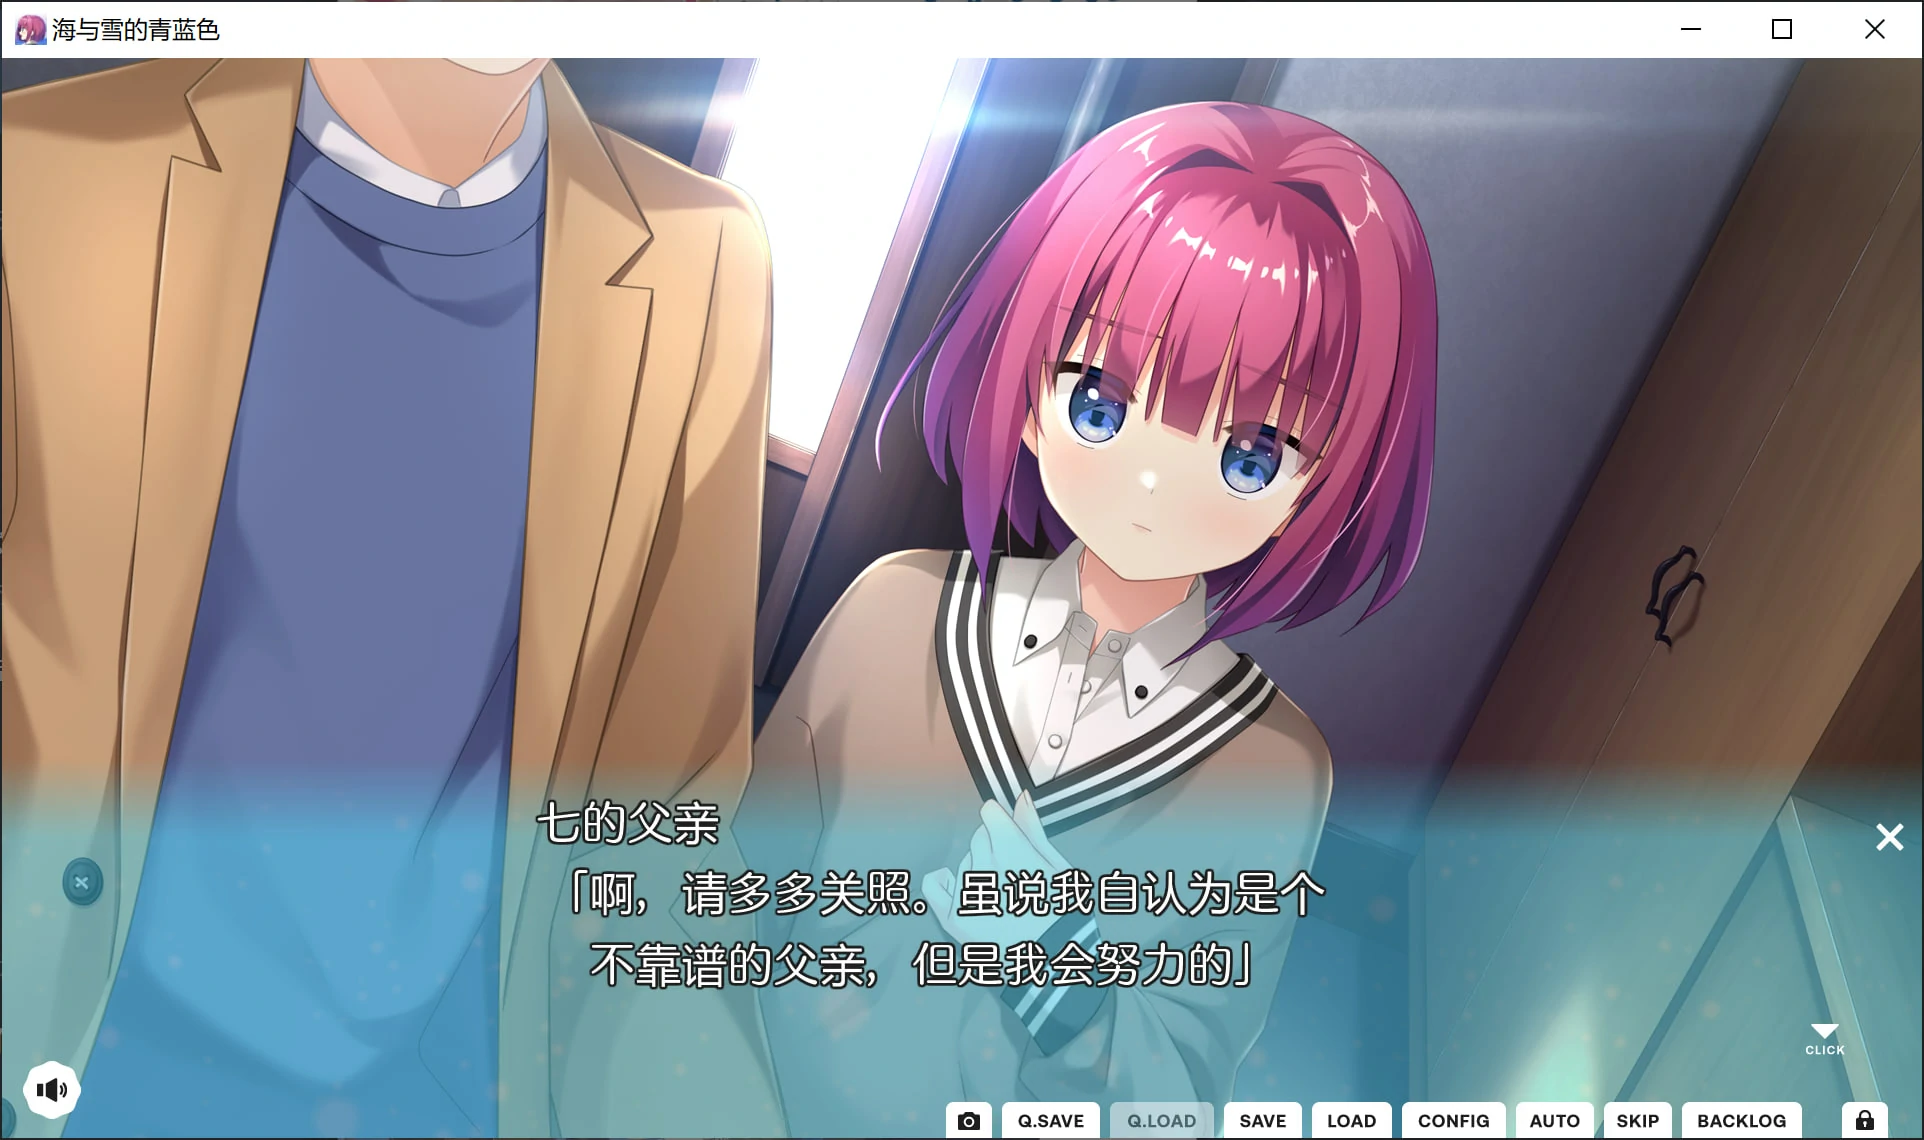 海与雪的青蓝色
七的父亲
「啊，请多多关照。虽说我自认为是个
不靠谱的父亲，但是我会努力的」
CLICK
Q.SAVE
Q.LOAD
SAVE
LOAD
CONFIG
AUTO
SKIP
BACKLOG